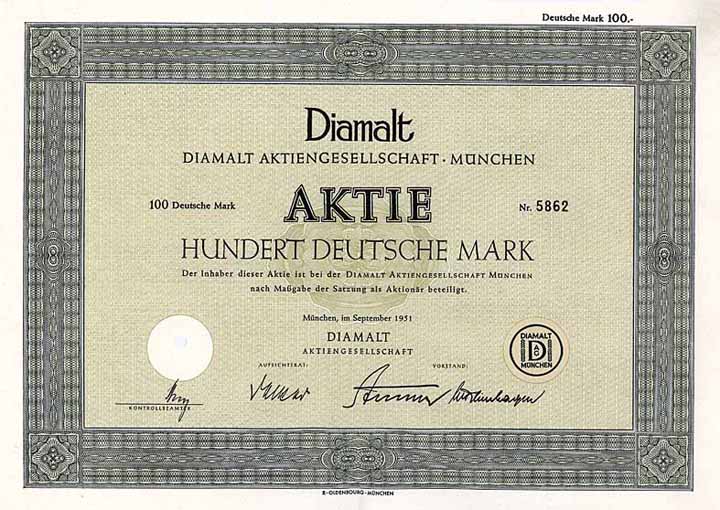 Deutsche Mark 100.-
Diamalt
DIAMALT AKTIENGESELLSCHAFT · MÜNCHEN
100 Deutsche Mark
AKTIE
Nr. 5862
HUNDERT DEUTSCHE MARK
Der Inhaber dieser Aktie ist bei der DIAMALT AKTIENGESELLSCHAFT MÜNCHEN
nach Maßgabe der Satzung als Aktionär beteiligt.
München, im September 1951
DIAMALT
AKTIENGESELLSCHAFT
AUFSICHTSRAT:
VORSTAND:
KONTROLLBEAMTER
DIAMALT
D
MÜNCHEN
R·OLDENBOURG·MÜNCHEN